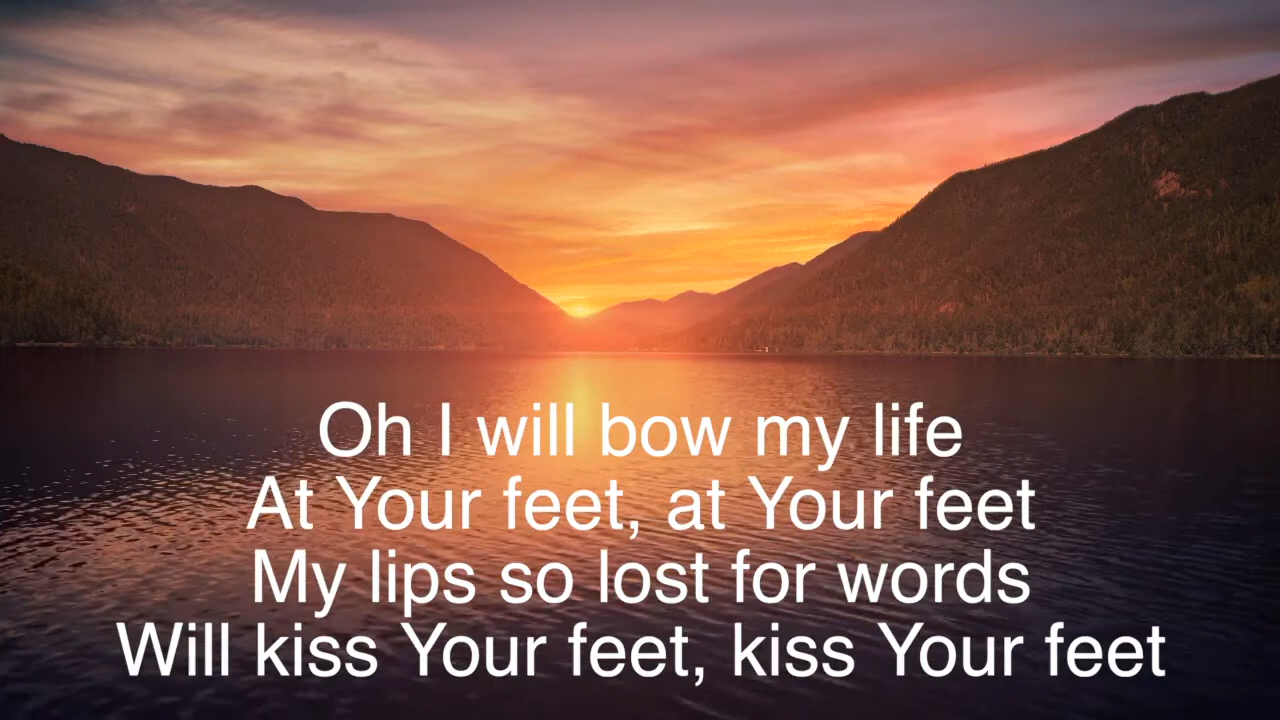 Oh I will bow my life
At Your feet, at Your feet
My lips so lost for words
Will kiss Your feet, kiss Your feet